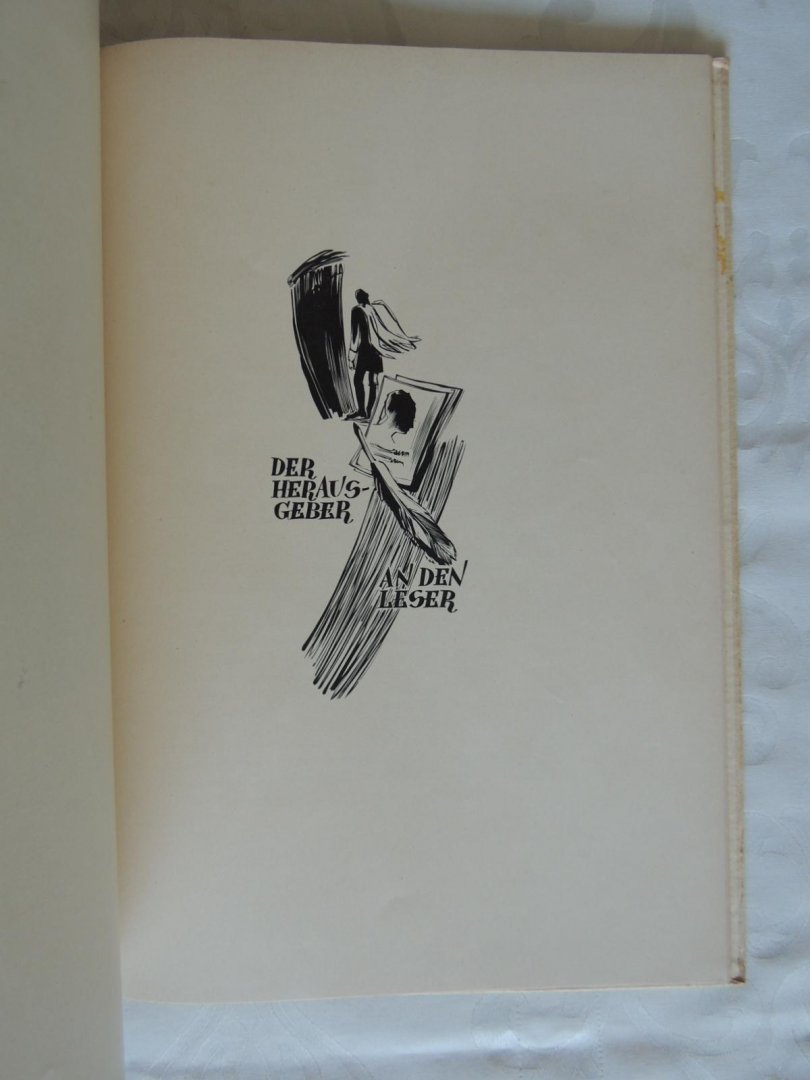 DER
HERAUS-
GEBER
AN DEN
LESER